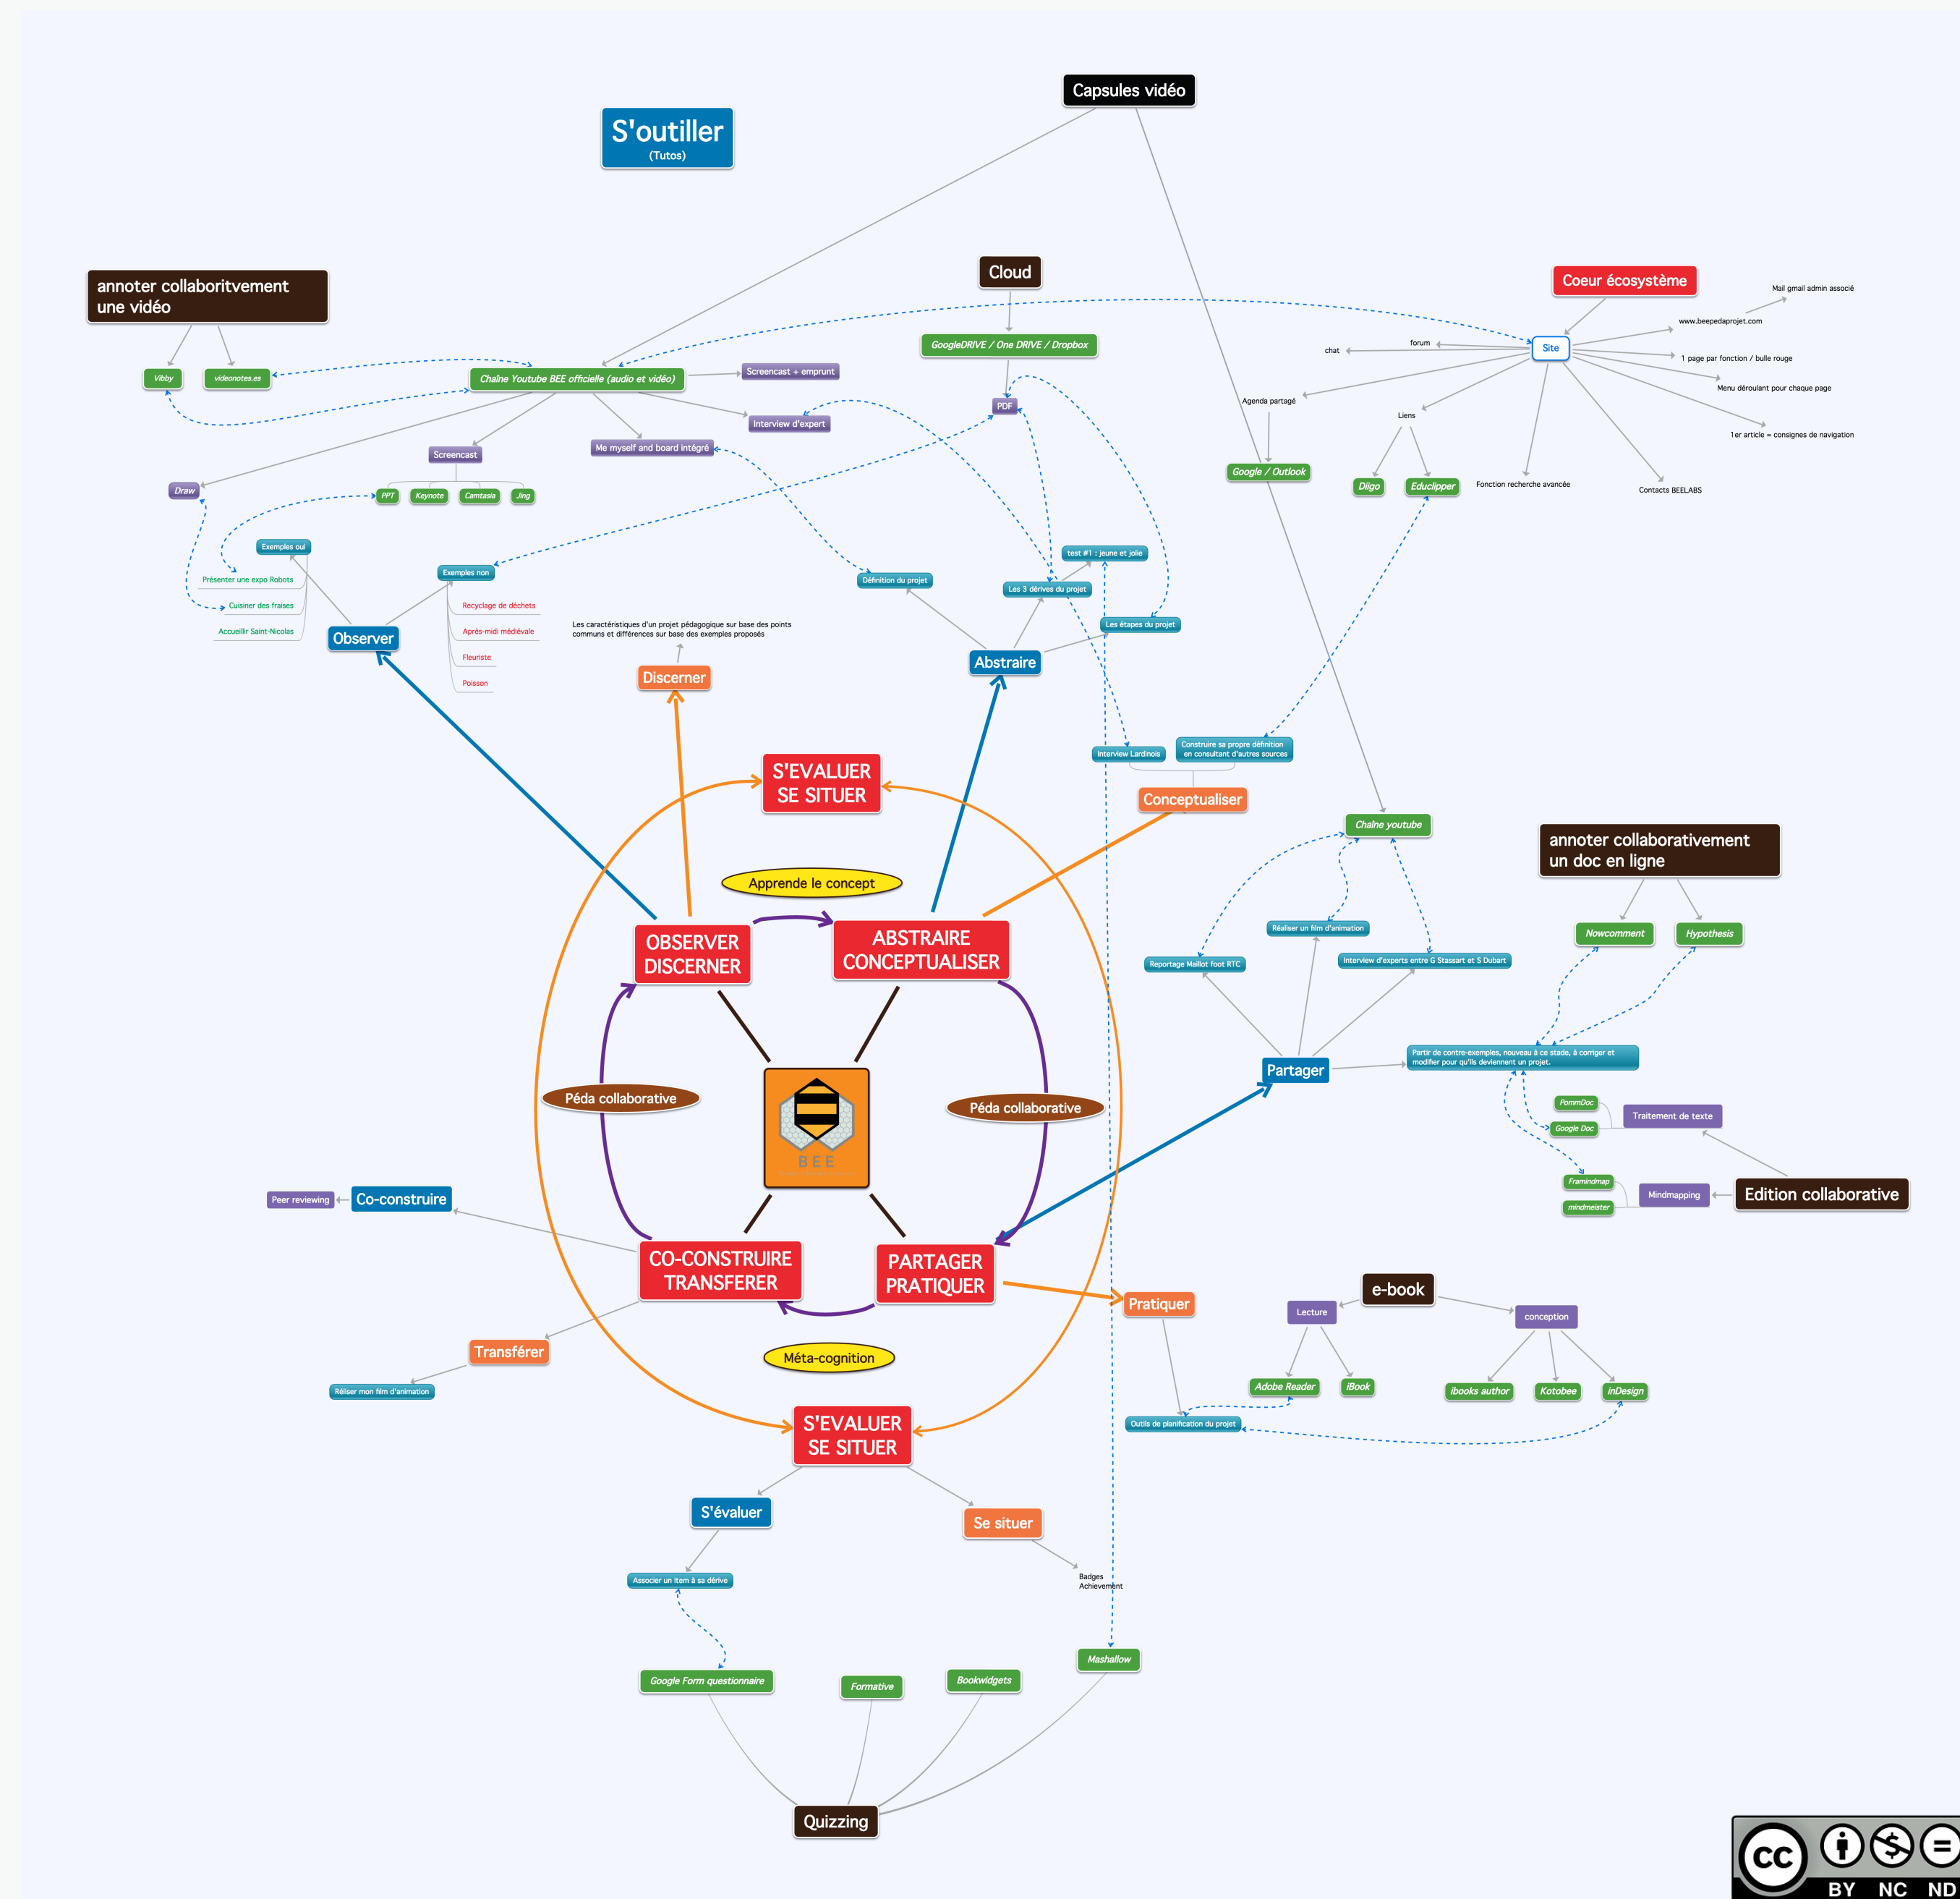 Capsules vidéo
S'outiller
(Tutos)
Cloud
annoter collaboritvement
une vidéo
Coeur écosystème
Mail gmail admin associé
www.beepedaprojet.com
GoogleDRIVE / One DRIVE / Dropbox
forum
chat
Site
1 page par fonction / bulle rouge
Vibby
videonotes.es
Chaîne Youtube BEE officielle (audio et vidéo)
Screencast + emprunt
Menu déroulant pour chaque page
PDF
Agenda partagé
Liens
Interview d'expert
1er article = consignes de navigation
Me myself and board intégré
Screencast
Google / Outlook
Draw
PPT
Keynote
Camtasia
Jing
Diigo
Educlipper
Fonction recherche avancée
Contacts BEELABS
Exemples oui
Présenter une expo Robots
Cuisiner des fraises
Accueillir Saint-Nicolas
Exemples non
Recyclage de déchets
Après-midi médiévale
Fleuriste
Poisson
Observer
Définition du projet
test #1 : jeune et jolie
Les 3 dérives du projet
Les étapes du projet
Les caractéristiques d'un projet pédagogique sur base des points
communs et différences sur base des exemples proposés
Discerner
Abstraire
Interview Lardinois
Construire sa propre définition
en consultant d'autres sources
S'EVALUER
SE SITUER
Conceptualiser
Chaîne youtube
annoter collaborativement
un doc en ligne
Apprende le concept
Nowcomment
Hypothesis
OBSERVER
DISCERNER
ABSTRAIRE
CONCEPTUALISER
Réaliser un film d'animation
Reportage Maillot foot RTC
Interview d'experts entre G Stassart et S Dubart
Partager
Partir de contre-exemples, nouveau à ce stade, à corriger et
modifier pour qu'ils deviennent un projet.
Péda collaborative
Péda collaborative
BEE
PommDoc
Google Doc
Traitement de texte
Framindmap
mindmeister
Mindmapping
Edition collaborative
Peer reviewing
Co-construire
CO-CONSTRUIRE
TRANSFERER
PARTAGER
PRATIQUER
Pratiquer
e-book
Lecture
conception
Transférer
Réliser mon film d'animation
Méta-cognition
Adobe Reader
iBook
ibooks author
Kotobee
inDesign
Outils de planification du projet
S'EVALUER
SE SITUER
S'évaluer
Se situer
Associer un item à sa dérive
Badges
Achievement
Google Form questionnaire
Formative
Bookwidgets
Mashallow
Quizzing
cc
BY NC ND